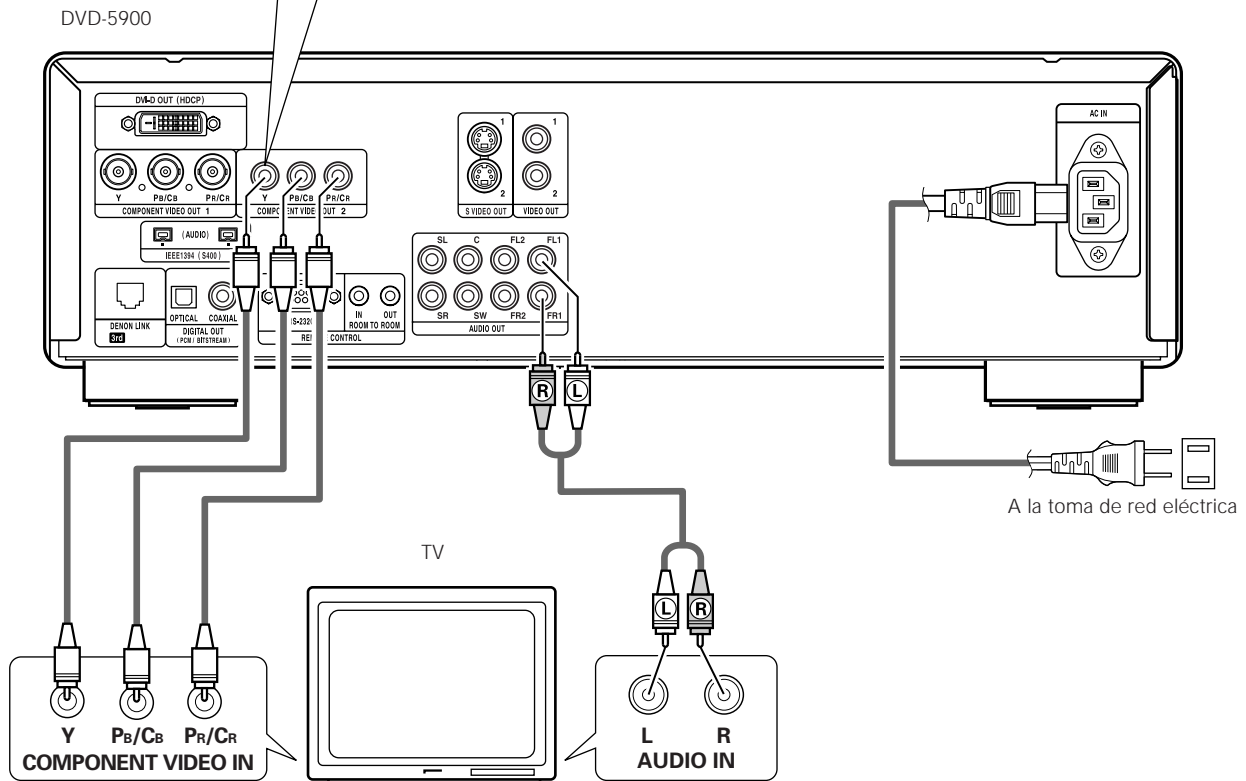 DVD-5900
DVI-D OUT (HDCP)
AC IN
1
1
2
2
S VIDEO OUT
VIDEO OUT
Y PB/CB PR/CR
COMPONENT VIDEO OUT 1
Y PB/CB PR/CR
COMPONENT VIDEO OUT 2
(AUDIO)
IEEE1394 (S400)
SL C FL2 FL1
SR SW FR2 FR1
AUDIO OUT
DENON LINK
3rd
OPTICAL COAXIAL
DIGITAL OUT
(PCM/ BITSTREAM)
IN OUT
ROOM TO ROOM
CONTROL
R L
A la toma de red eléctrica
TV
L R
Y PB/CB PR/CR
COMPONENT VIDEO IN
L R
AUDIO IN